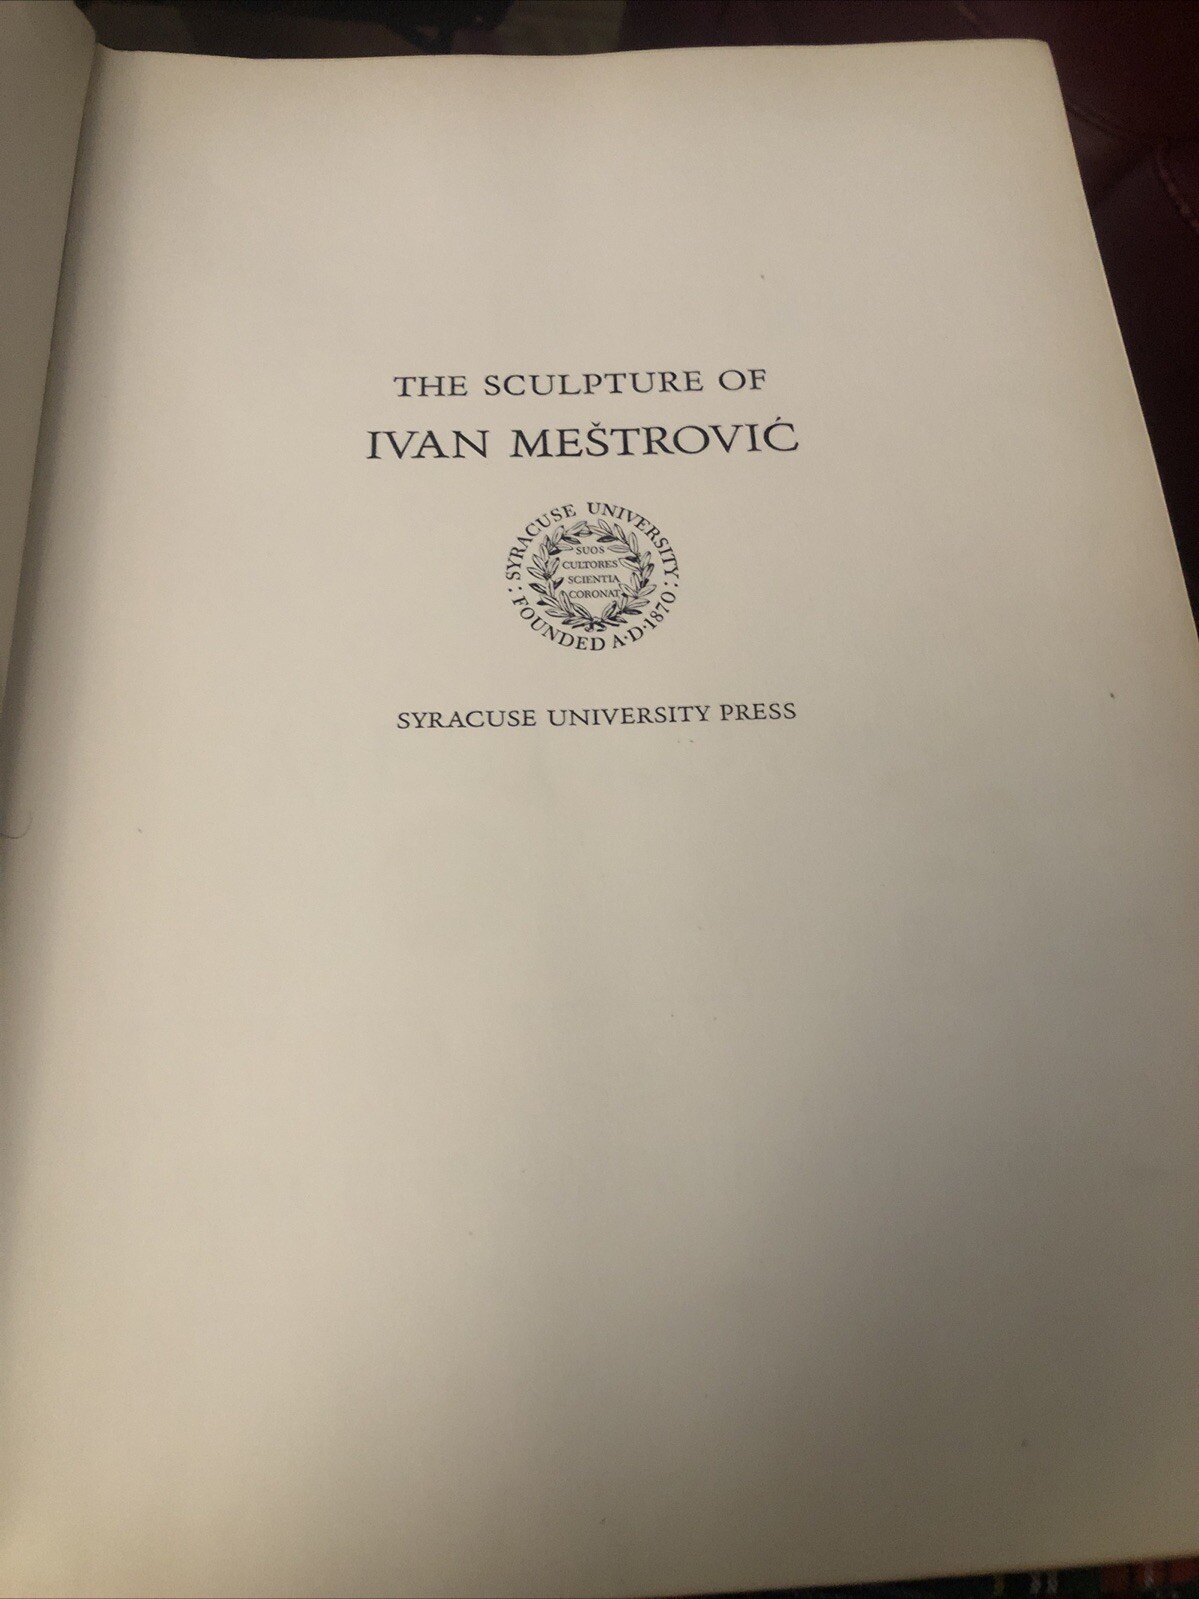 THE SCULPTURE OF
IVAN MEŠTROVIĆ
: SYRACUSE UNIVERSITY :
SUOS
CULTORES
SCIENTIA
CORONAT
FOUNDED A·D·1870
SYRACUSE UNIVERSITY PRESS